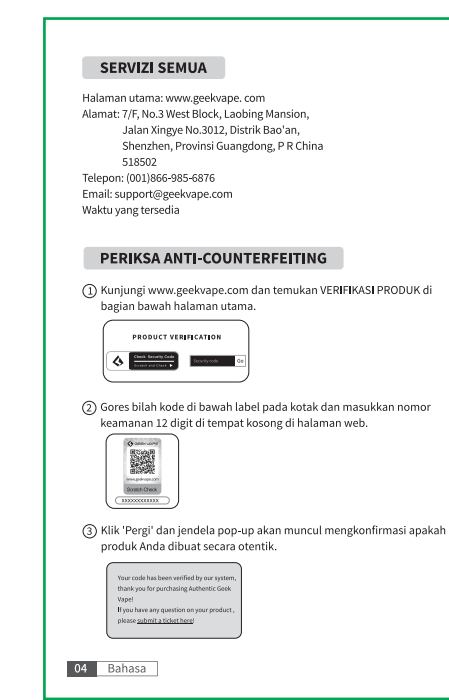 SERVIZI SEMUA
Halaman utama: www.geekvape. com
Alamat: 7/F, No.3 West Block, Laobing Mansion,
Jalan Xingye No.3012, Distrik Bao'an,
Shenzhen, Provinsi Guangdong, P R China
518502
Telepon: (001)866-985-6876
Email: support@geekvape.com
Waktu yang tersedia
PERIKSA ANTI-COUNTERFEITING
① Kunjungi www.geekvape.com dan temukan VERIFIKASI PRODUK di
bagian bawah halaman utama.
PRODUCT VERIFICATION
Check Security Code
Scratch and Check
Security code
Go
② Gores bilah kode di bawah label pada kotak dan masukkan nomor
keamanan 12 digit di tempat kosong di halaman web.
GEEKVAPE
www.geekvape.com
Scratch Check
XXXXXXXXXXXX
③ Klik 'Pergi' dan jendela pop-up akan muncul mengkonfirmasi apakah
produk Anda dibuat secara otentik.
Your code has been verified by our system,
thank you for purchasing Authentic Geek
Vape!
If you have any question on your product ,
please submit a ticket here!
04 Bahasa